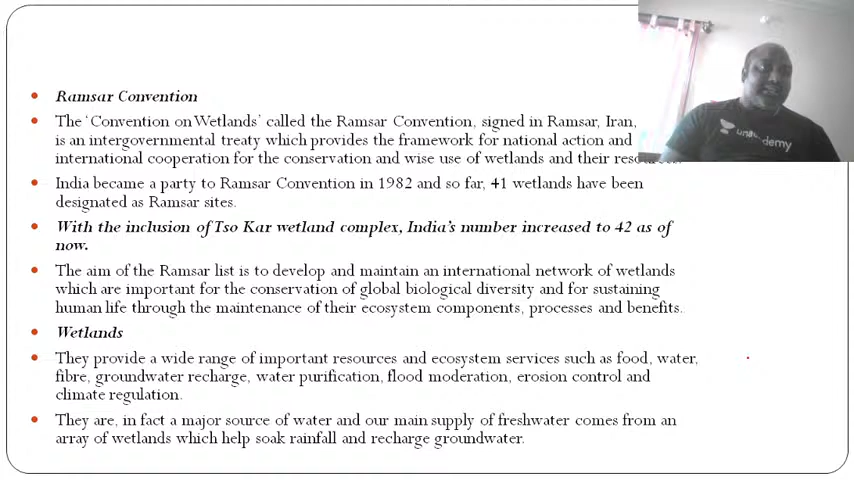 Ramsar Convention
The ‘Convention on Wetlands’ called the Ramsar Convention, signed in Ramsar, Iran,
is an intergovernmental treaty which provides the framework for national action and
international cooperation for the conservation and wise use of wetlands and their
India became a party to Ramsar Convention in 1982 and so far, 41 wetlands have been
designated as Ramsar sites.
With the inclusion of Tso Kar wetland complex, India’s number increased to 42 as of
now.
The aim of the Ramsar list is to develop and maintain an international network of wetlands
which are important for the conservation of global biological diversity and for sustaining
human life through the maintenance of their ecosystem components, processes and benefits.
Wetlands
They provide a wide range of important resources and ecosystem services such as food, water,
fibre, groundwater recharge, water purification, flood moderation, erosion control and
climate regulation.
They are, in fact a major source of water and our main supply of freshwater comes from an
array of wetlands which help soak rainfall and recharge groundwater.